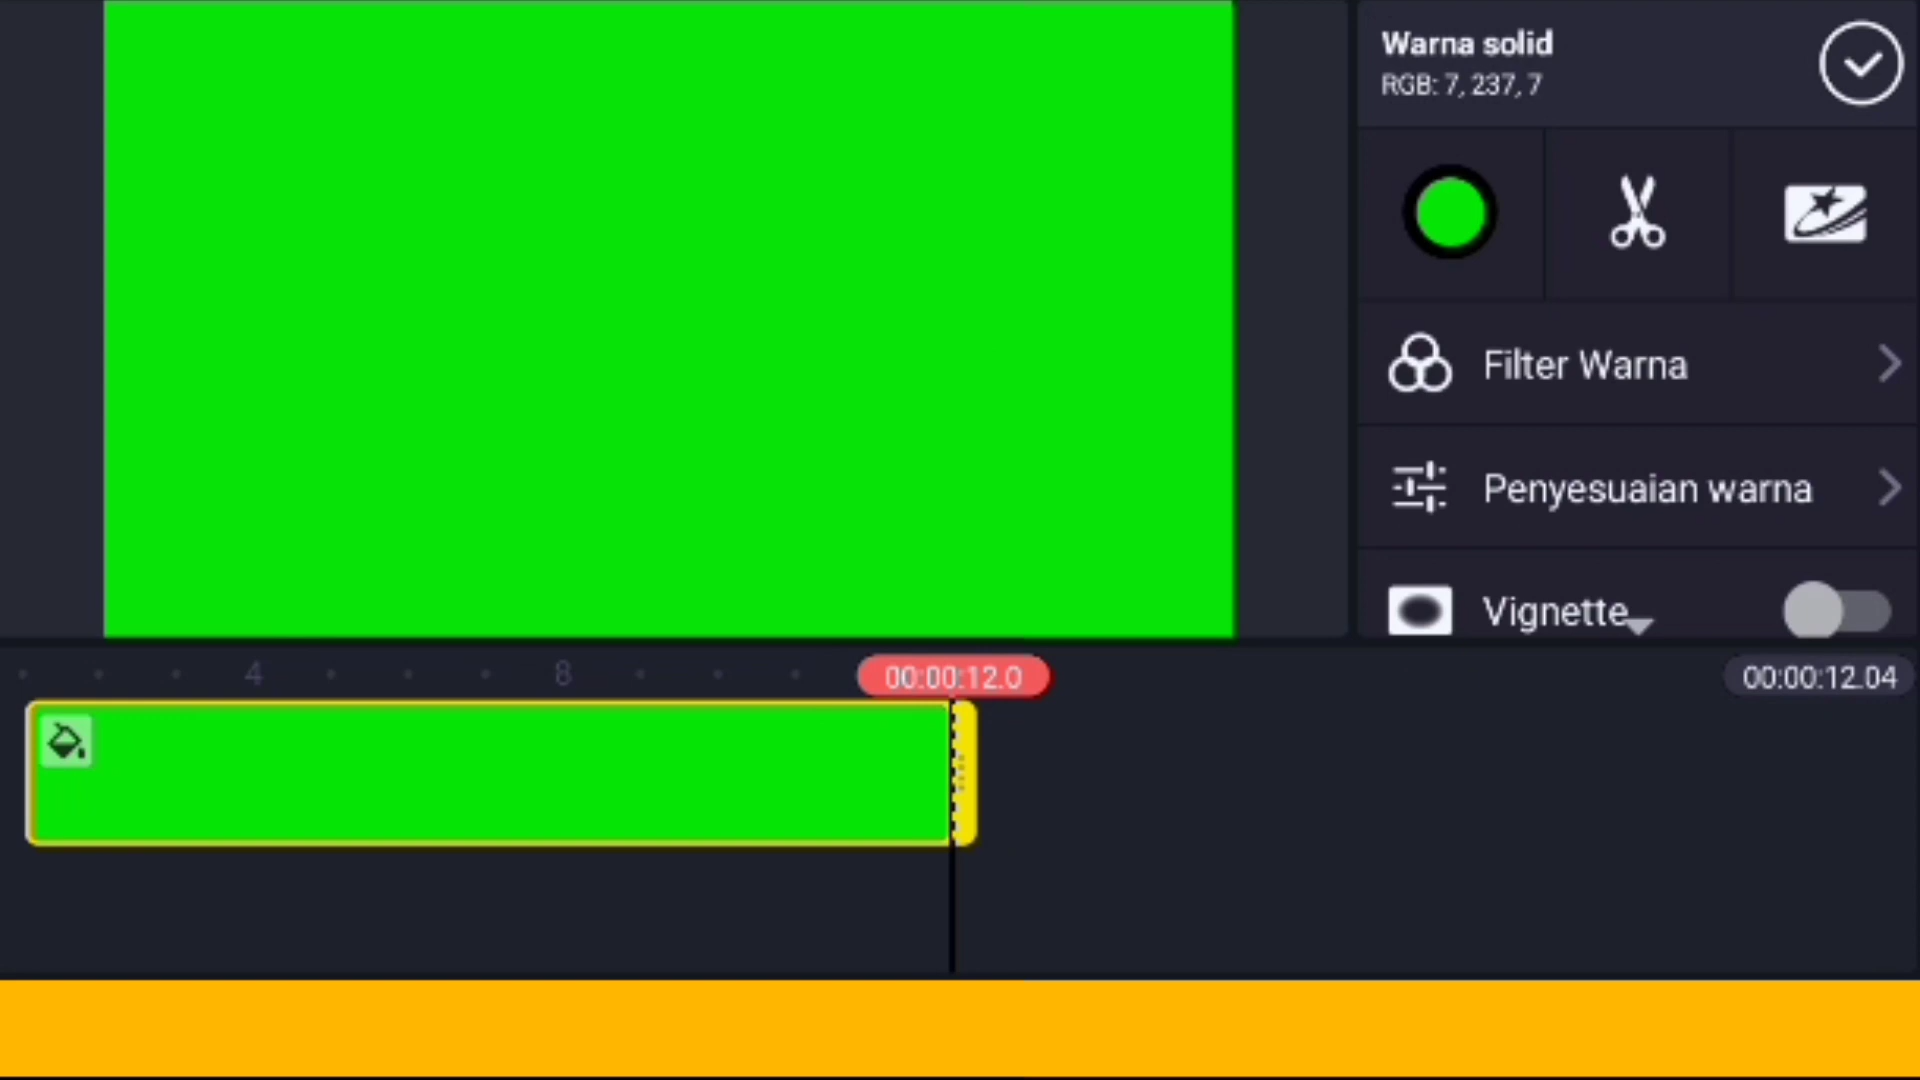 Warna solid
RGB: 7, 237, 7
Filter Warna
Penyesuaian warna
Vignette
4
8
00:00:12.0
00:00:12.04